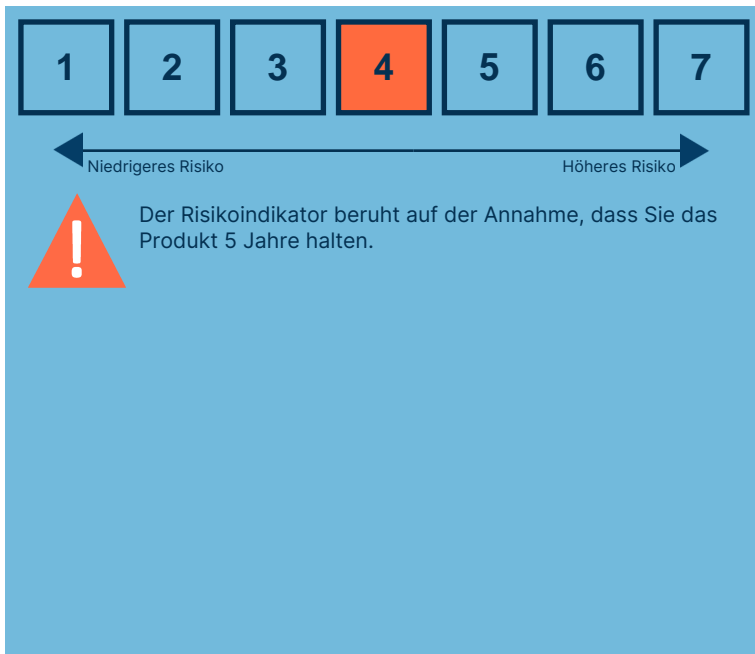 1 2 3 4 5 6 7
Niedrigeres Risiko Höheres Risiko
!
Der Risikoindikator beruht auf der Annahme, dass Sie das
Produkt 5 Jahre halten.